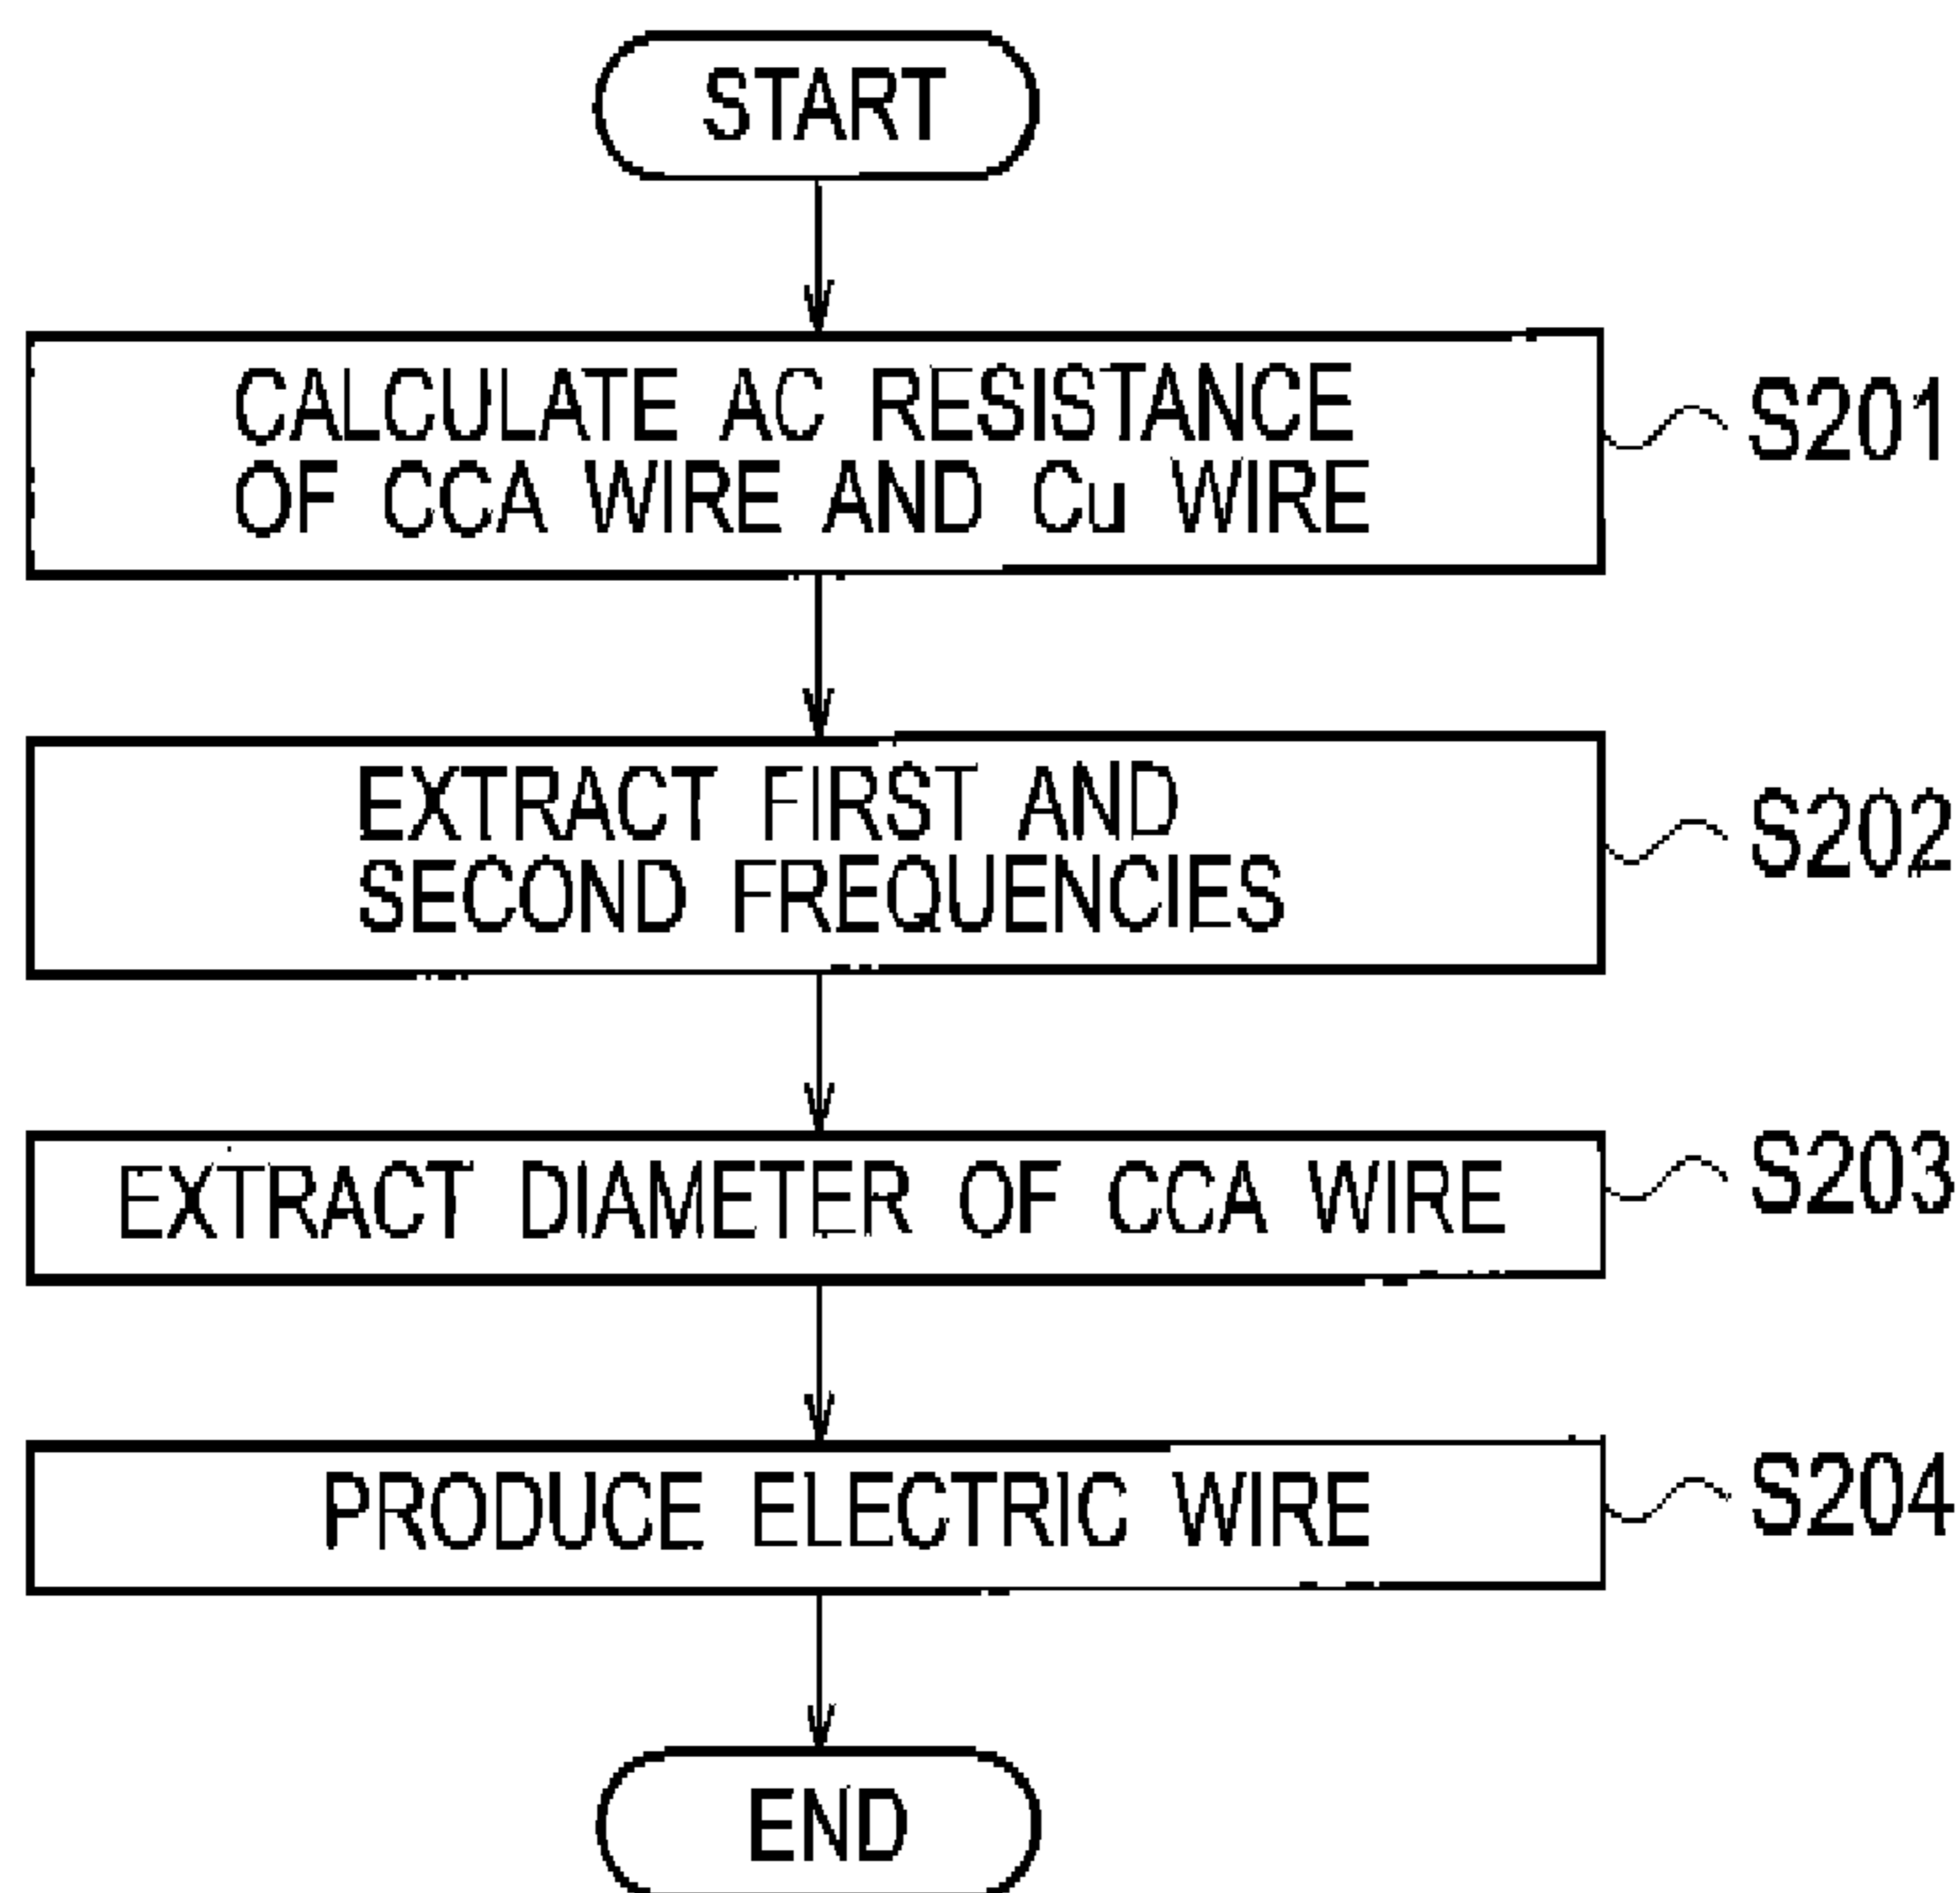 START
CALCULATE AC RESISTANCE
OF CCA WIRE AND Cu WIRE
S201
EXTRACT FIRST AND
SECOND FREQUENCIES
S202
EXTRACT DIAMETER OF CCA WIRE
S203
PRODUCE ELECTRIC WIRE
S204
END